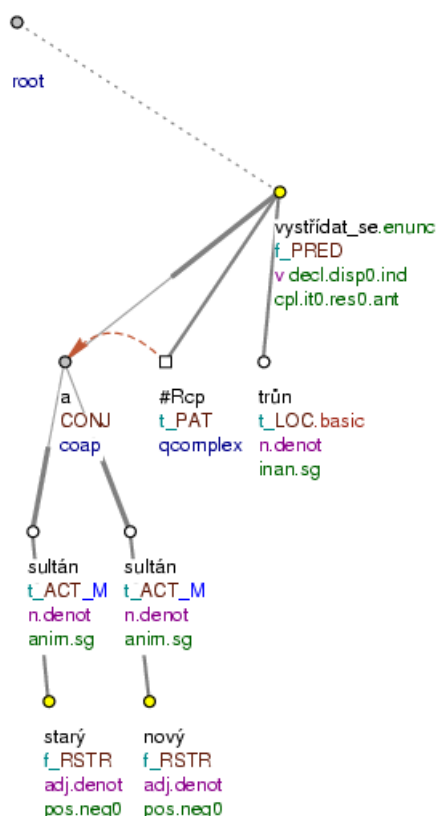 root
vystřídat_se.enunc
f_PRED
v decl.disp0.ind
cpl.it0.res0.ant
a
CONJ
coap
#Rcp
t_PAT
qcomplex
trůn
t_LOC.basic
n.denot
inan.sg
sultán
t_ACT_M
n.denot
anim.sg
sultán
t_ACT_M
n.denot
anim.sg
starý
f_RSTR
adj.denot
pos.neg0
nový
f_RSTR
adj.denot
pos.neg0